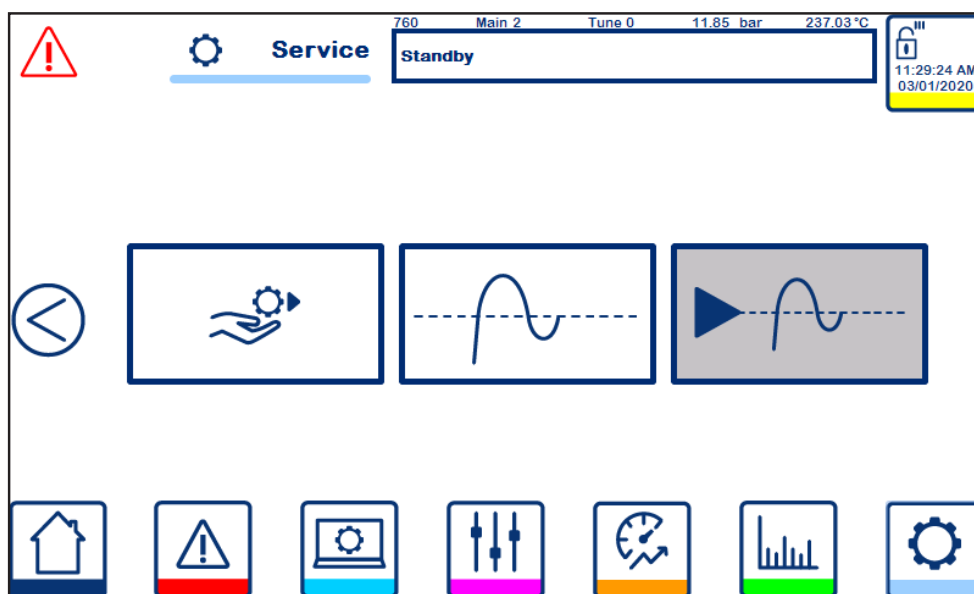 760 Main 2 Tune 0 11.85 bar 237.03 °C
Service
Standby
11:29:24 AM
03/01/2020